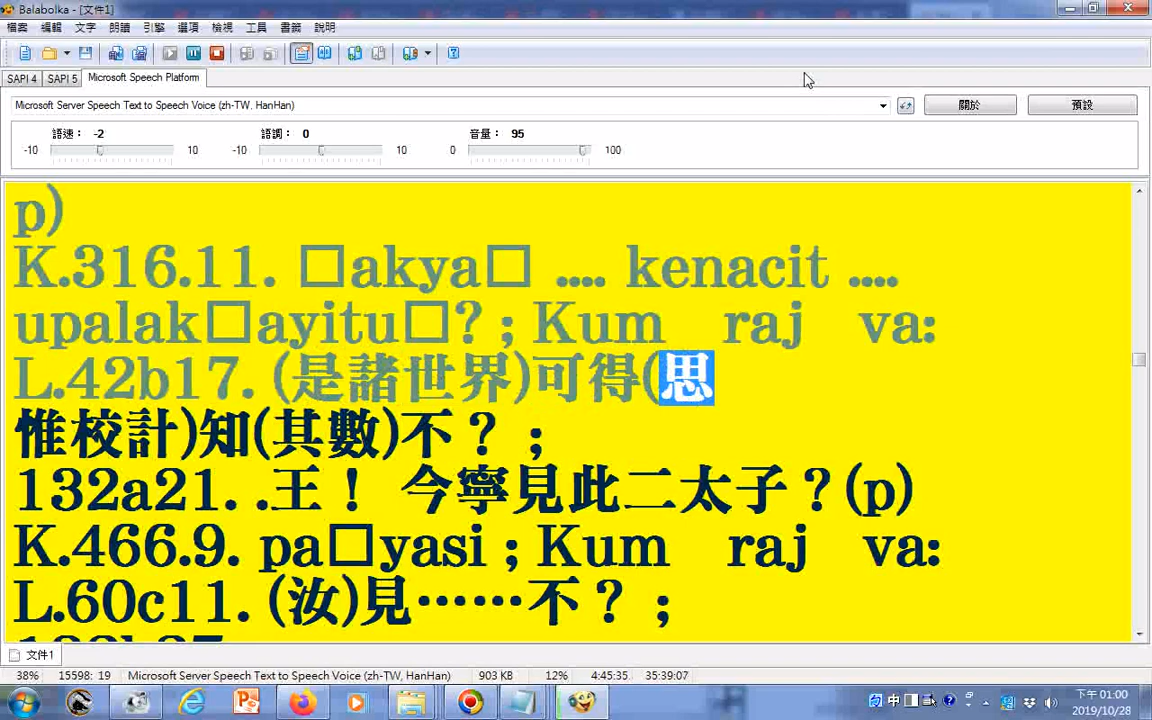 Balabolka - [文件1]
檔案 編輯 文字 朗讀 引擎 選項 檢視 工具 書籤 說明
SAPI 4 SAPI 5 Microsoft Speech Platform
Microsoft Server Speech Text to Speech Voice (zh-TW, HanHan) 關於 預設
語速: -2 語調: 0 音量: 95
-10 10 -10 10 0 100
p)
K.316.11. □akya□ .... kenacit ....
upalak□ayitu□? ; Kum raj va:
L.42b17. (是諸世界)可得(思
惟校計)知(其數)不？;
132a21. .王！ 今寧見此二太子？(p)
K.466.9. pa□yasi ; Kum raj va:
L.60c11. (汝)見……不？;
文件1
38% 15598: 19 Microsoft Server Speech Text to Speech Voice (zh-TW, HanHan) 903 KB 12% 4:45:35 35:39:07
中
下午 01:00
2019/10/28